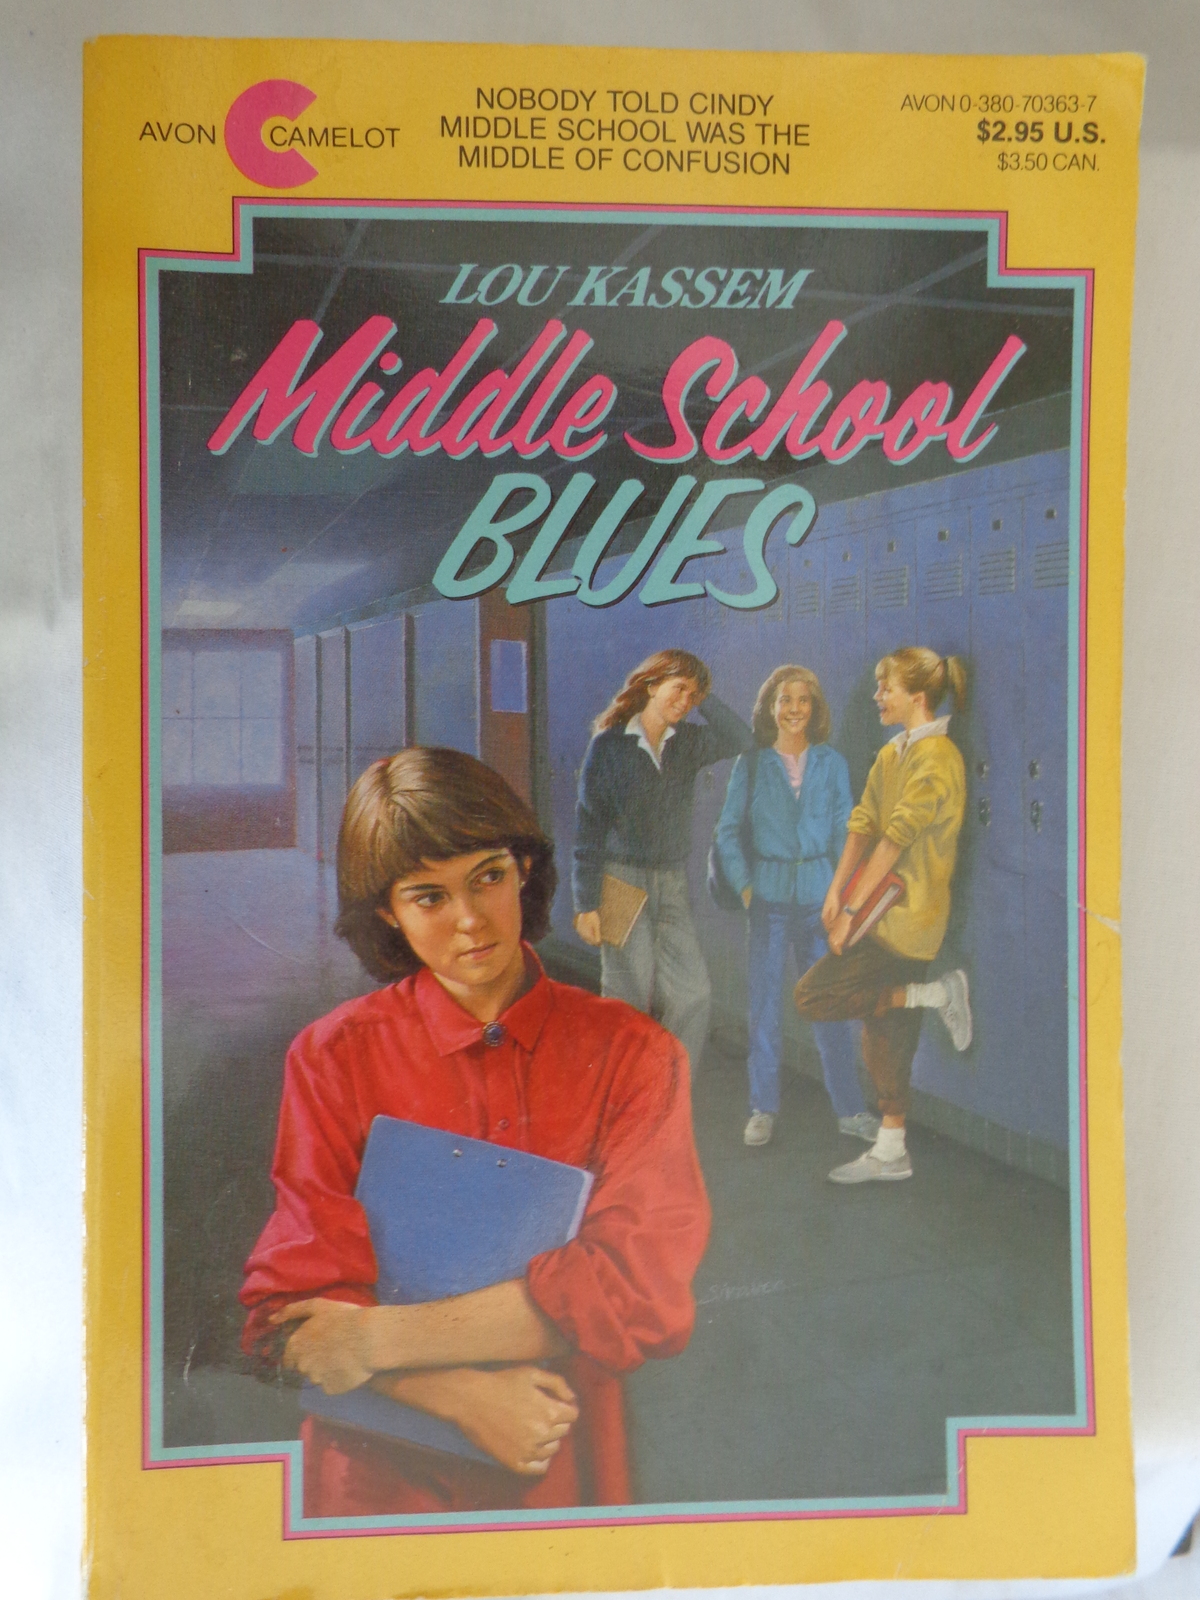 AVON CAMELOT
NOBODY TOLD CINDY
MIDDLE SCHOOL WAS THE
MIDDLE OF CONFUSION
AVON 0-380-70363-7
$2.95 U.S.
$3.50 CAN.
LOU KASSEM
Middle School
BLUES